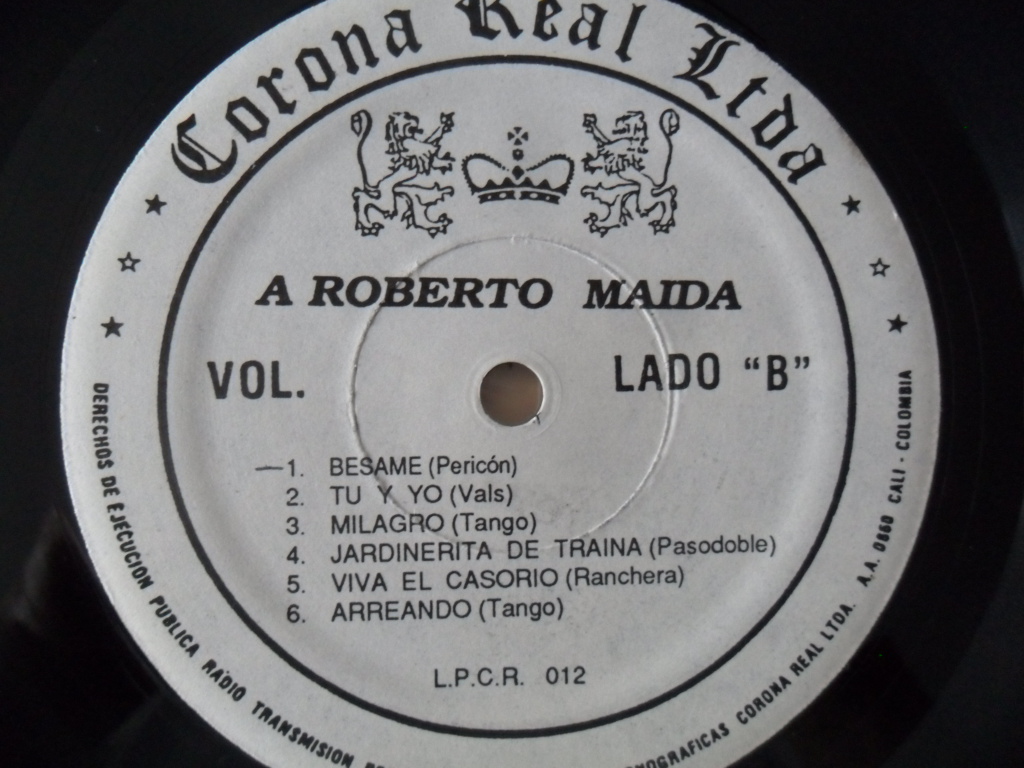 Corona Real Ltda
A ROBERTO MAIDA
VOL.
LADO "B"
1. BESAME (Pericón)
2. TU Y YO (Vals)
3. MILAGRO (Tango)
4. JARDINERITA DE TRAINA (Pasodoble)
5. VIVA EL CASORIO (Ranchera)
6. ARREANDO (Tango)
L.P.C.R. 012
DERECHOS DE EJECUCION PUBLICA RADIO TRANSMISION
CORONA REAL LTDA. A.A. 0660 CALI - COLOMBIA